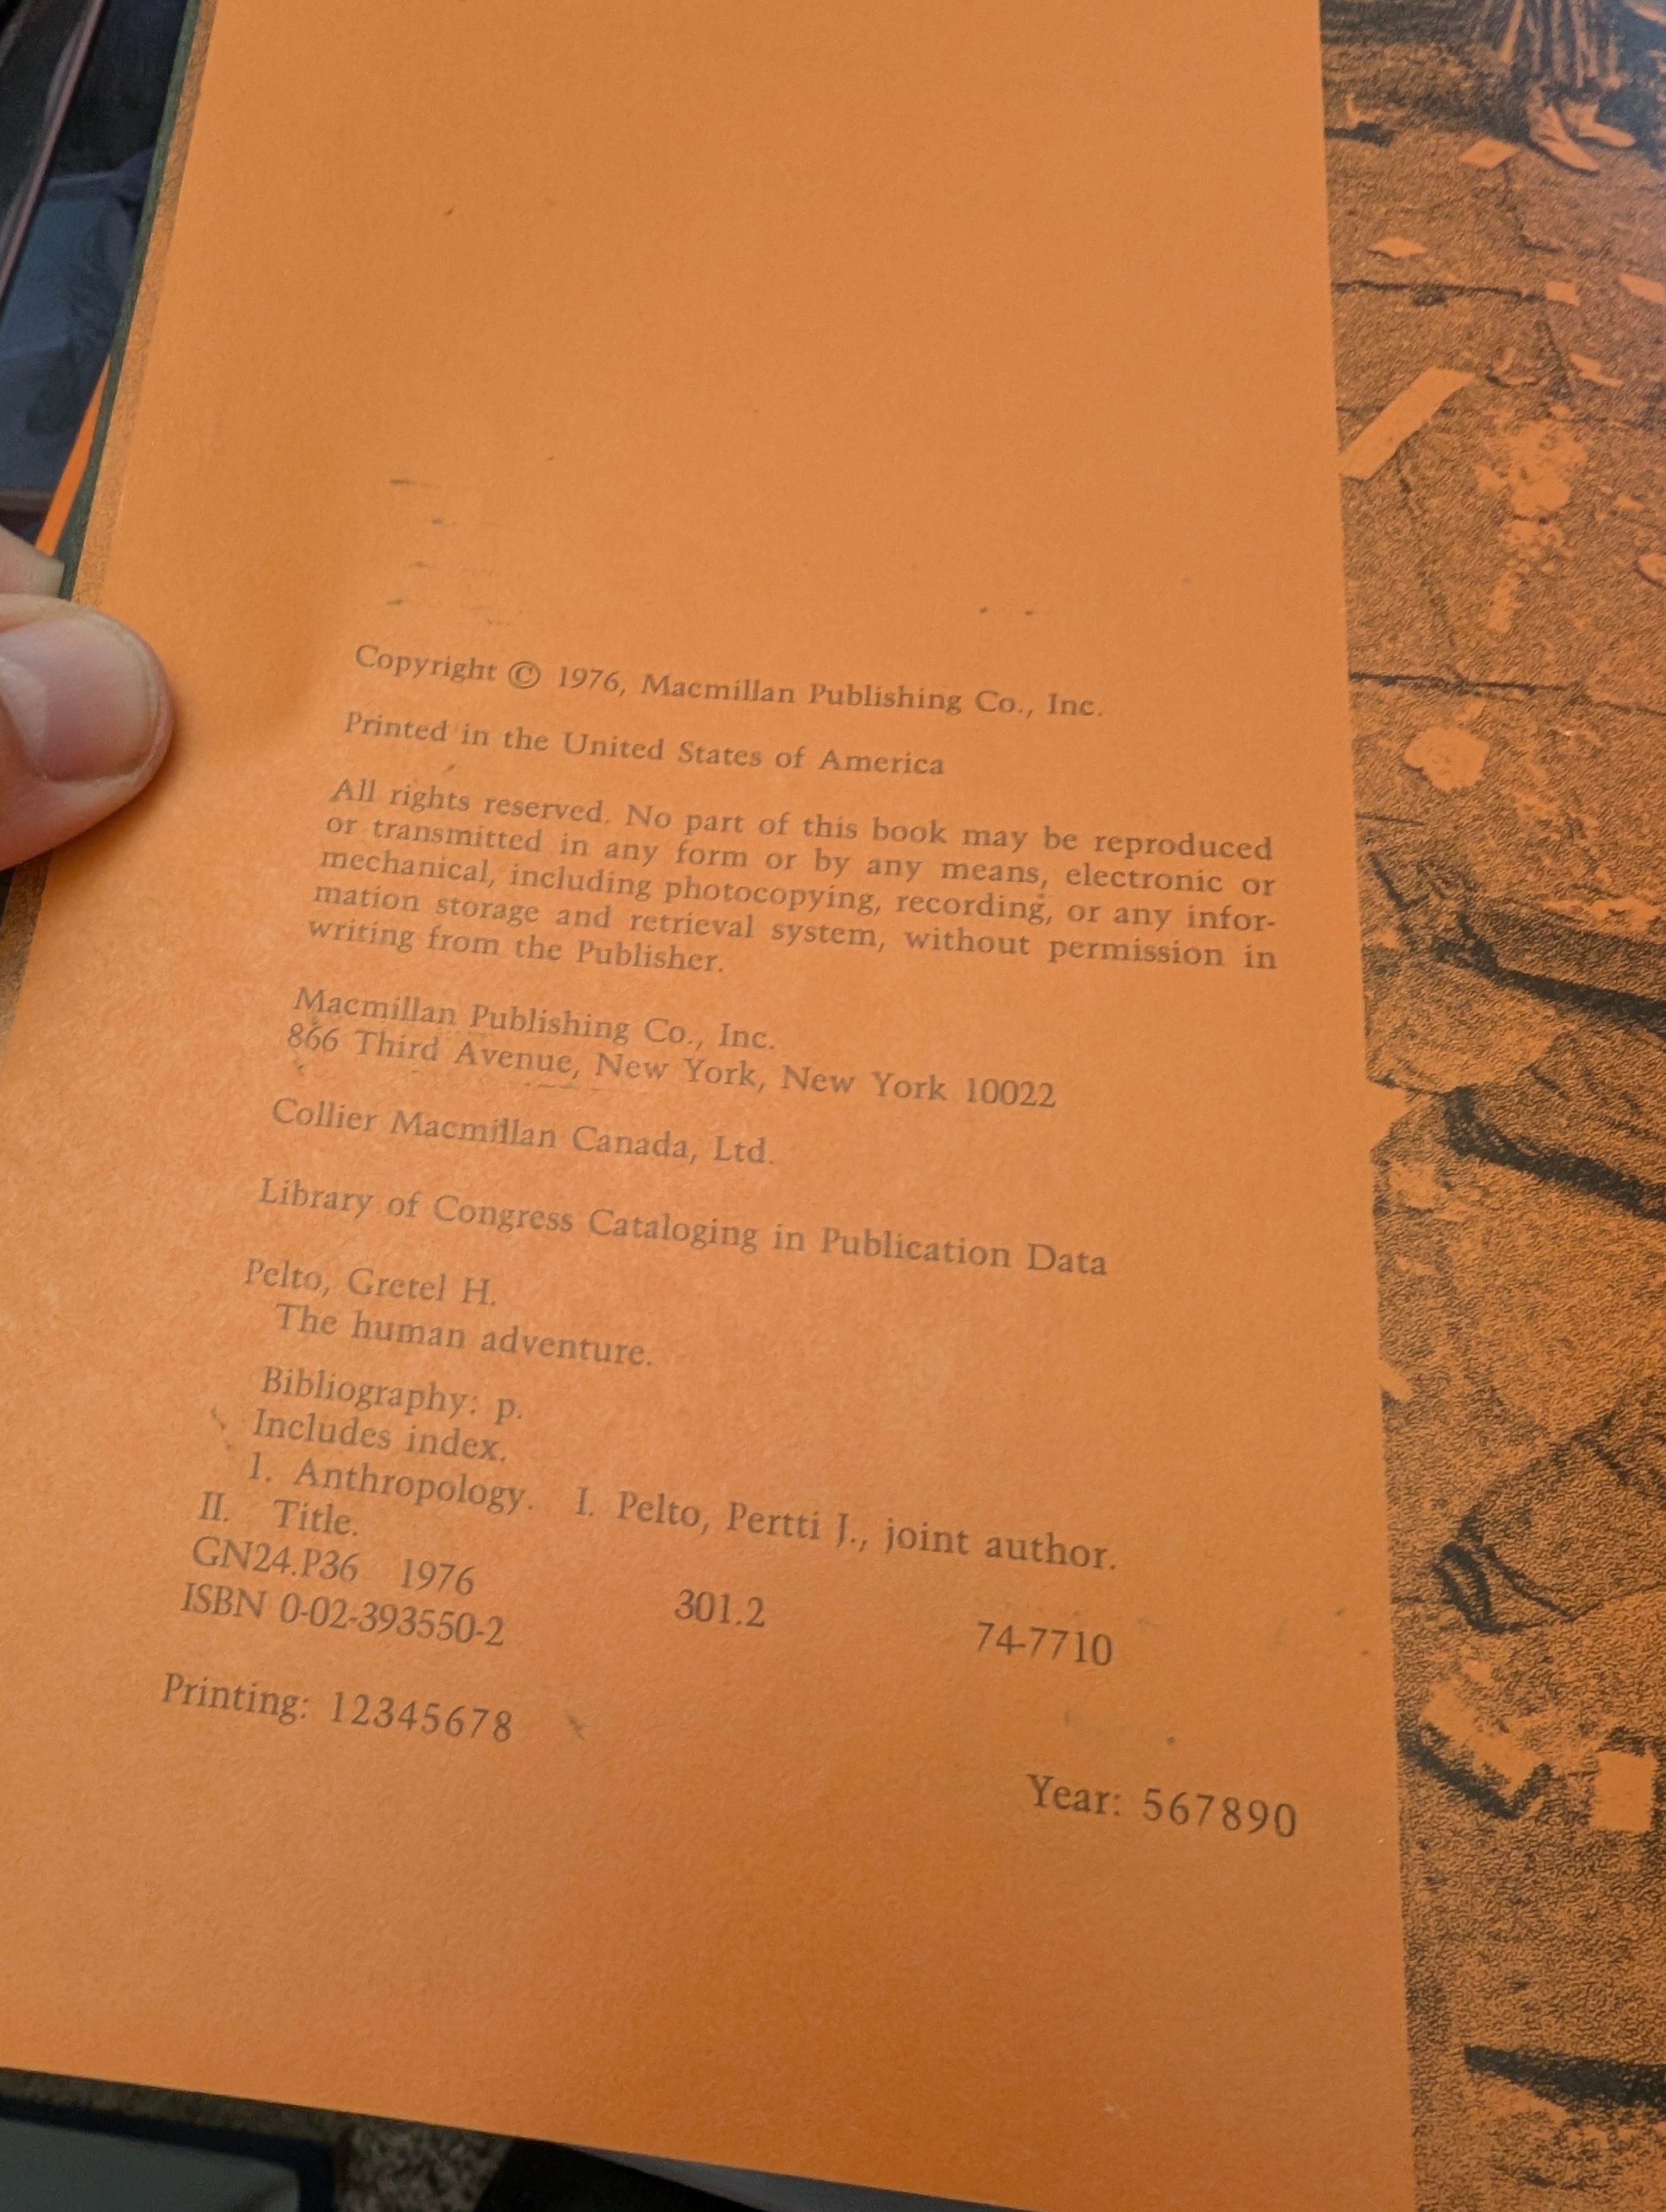 Copyright © 1976, Macmillan Publishing Co., Inc.
Printed in the United States of America
All rights reserved. No part of this book may be reproduced
or transmitted in any form or by any means, electronic or
mechanical, including photocopying, recording, or any infor-
mation storage and retrieval system, without permission in
writing from the Publisher.
Macmillan Publishing Co., Inc.
866 Third Avenue, New York, New York 10022
Collier Macmillan Canada, Ltd.
Library of Congress Cataloging in Publication Data
Pelto, Gretel H.
The human adventure.
Bibliography: p.
Includes index.
1. Anthropology. I. Pelto, Pertti J., joint author.
II. Title.
GN24.P36 1976 301.2 74-7710
ISBN 0-02-393550-2
Printing: 12345678 Year: 567890